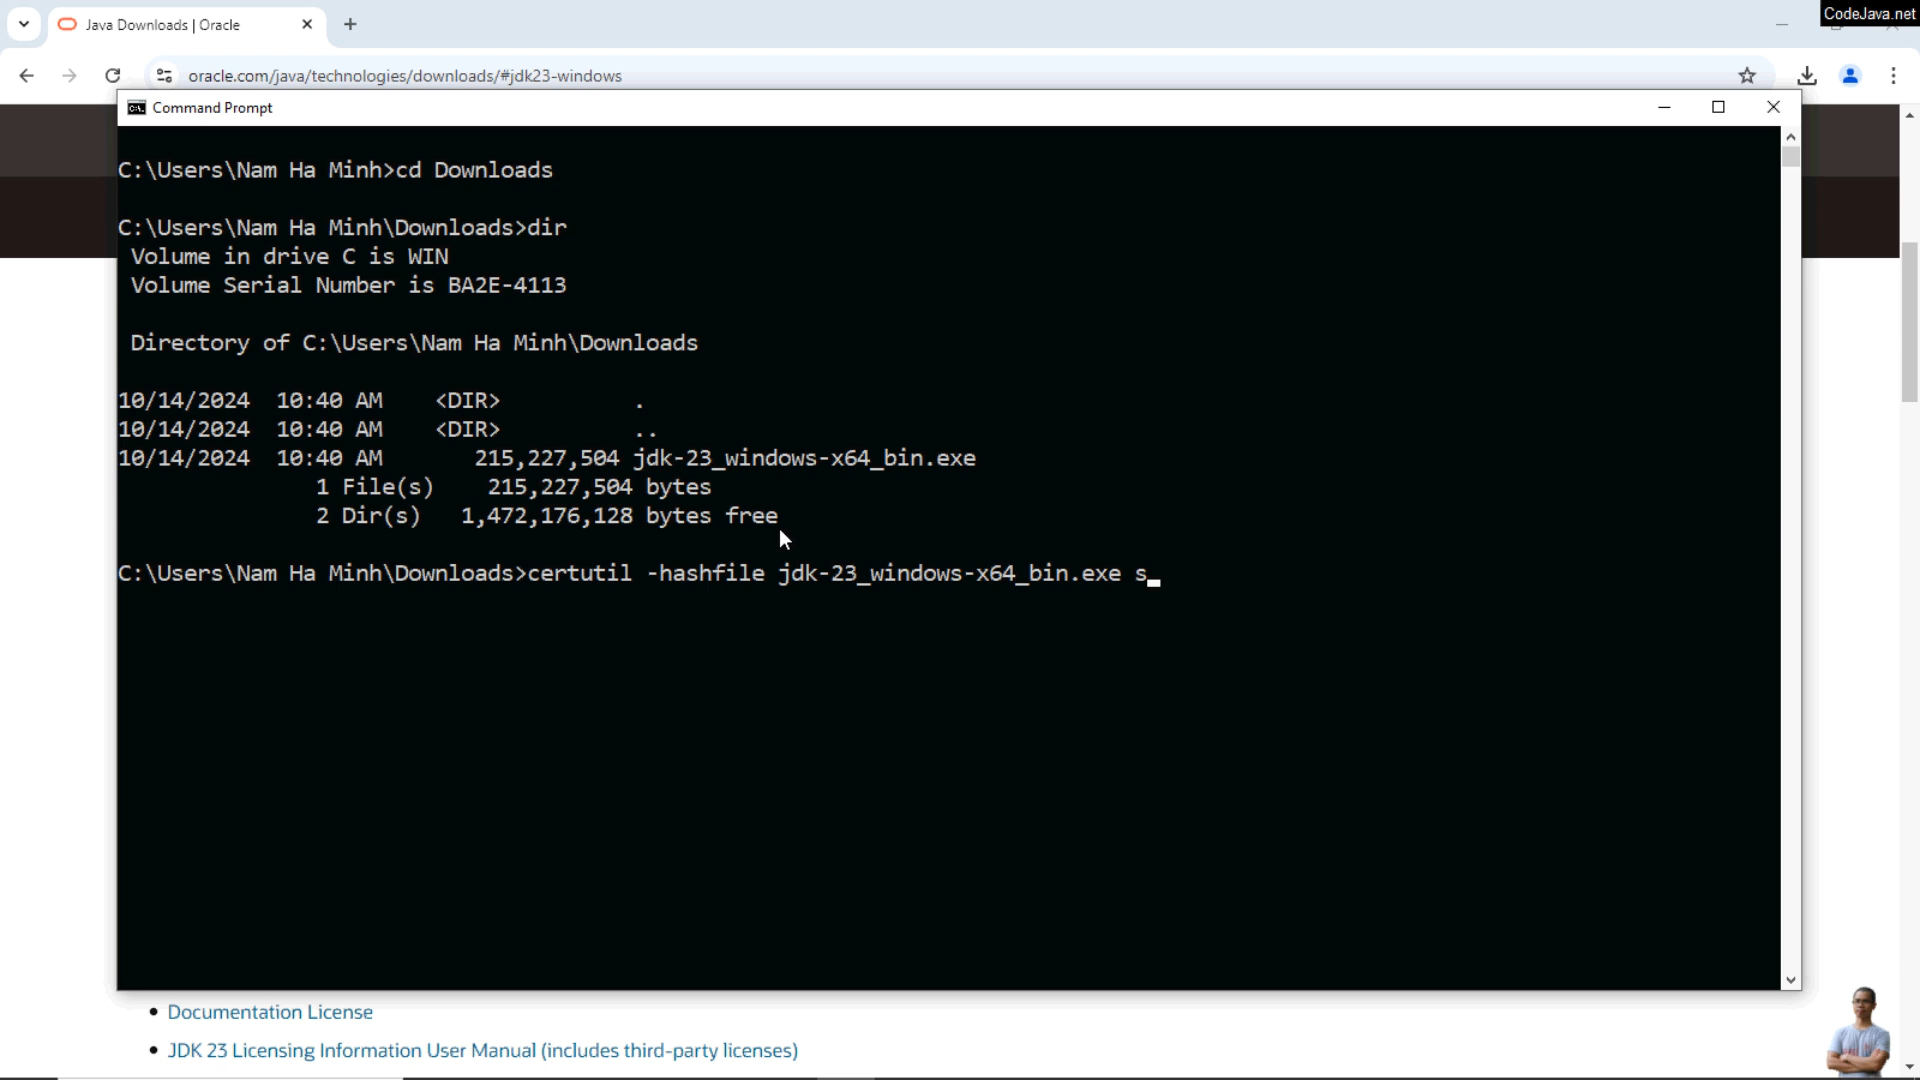 CodeJava.net
Java Downloads | Oracle
oracle.com/java/technologies/downloads/#jdk23-windows
Command Prompt
C:\Users\Nam Ha Minh>cd Downloads
C:\Users\Nam Ha Minh\Downloads>dir
Volume in drive C is WIN
Volume Serial Number is BA2E-4113
Directory of C:\Users\Nam Ha Minh\Downloads
10/14/2024  10:40 AM    <DIR>          .
10/14/2024  10:40 AM    <DIR>          ..
10/14/2024  10:40 AM       215,227,504 jdk-23_windows-x64_bin.exe
1 File(s)    215,227,504 bytes
2 Dir(s)   1,472,176,128 bytes free
C:\Users\Nam Ha Minh\Downloads>certutil -hashfile jdk-23_windows-x64_bin.exe s
Documentation License
JDK 23 Licensing Information User Manual (includes third-party licenses)